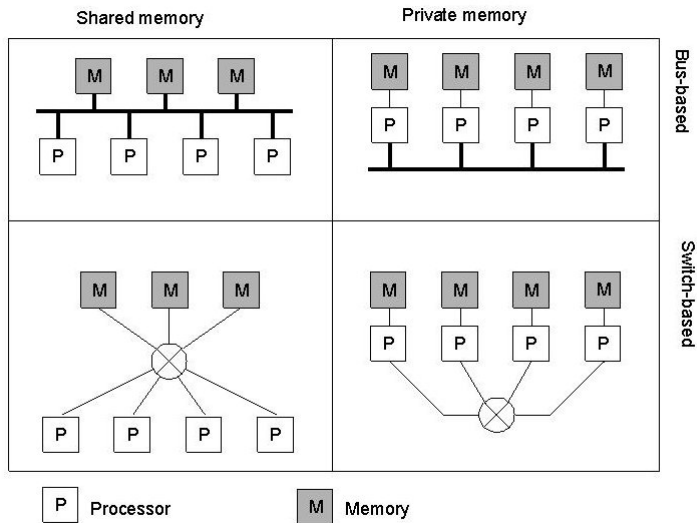 Shared memory
Private memory
M M M
P P P P
M M M M
P P P P
Bus-based
M M M
P P P P
M M M M
P P P P
Switch-based
P Processor
M Memory